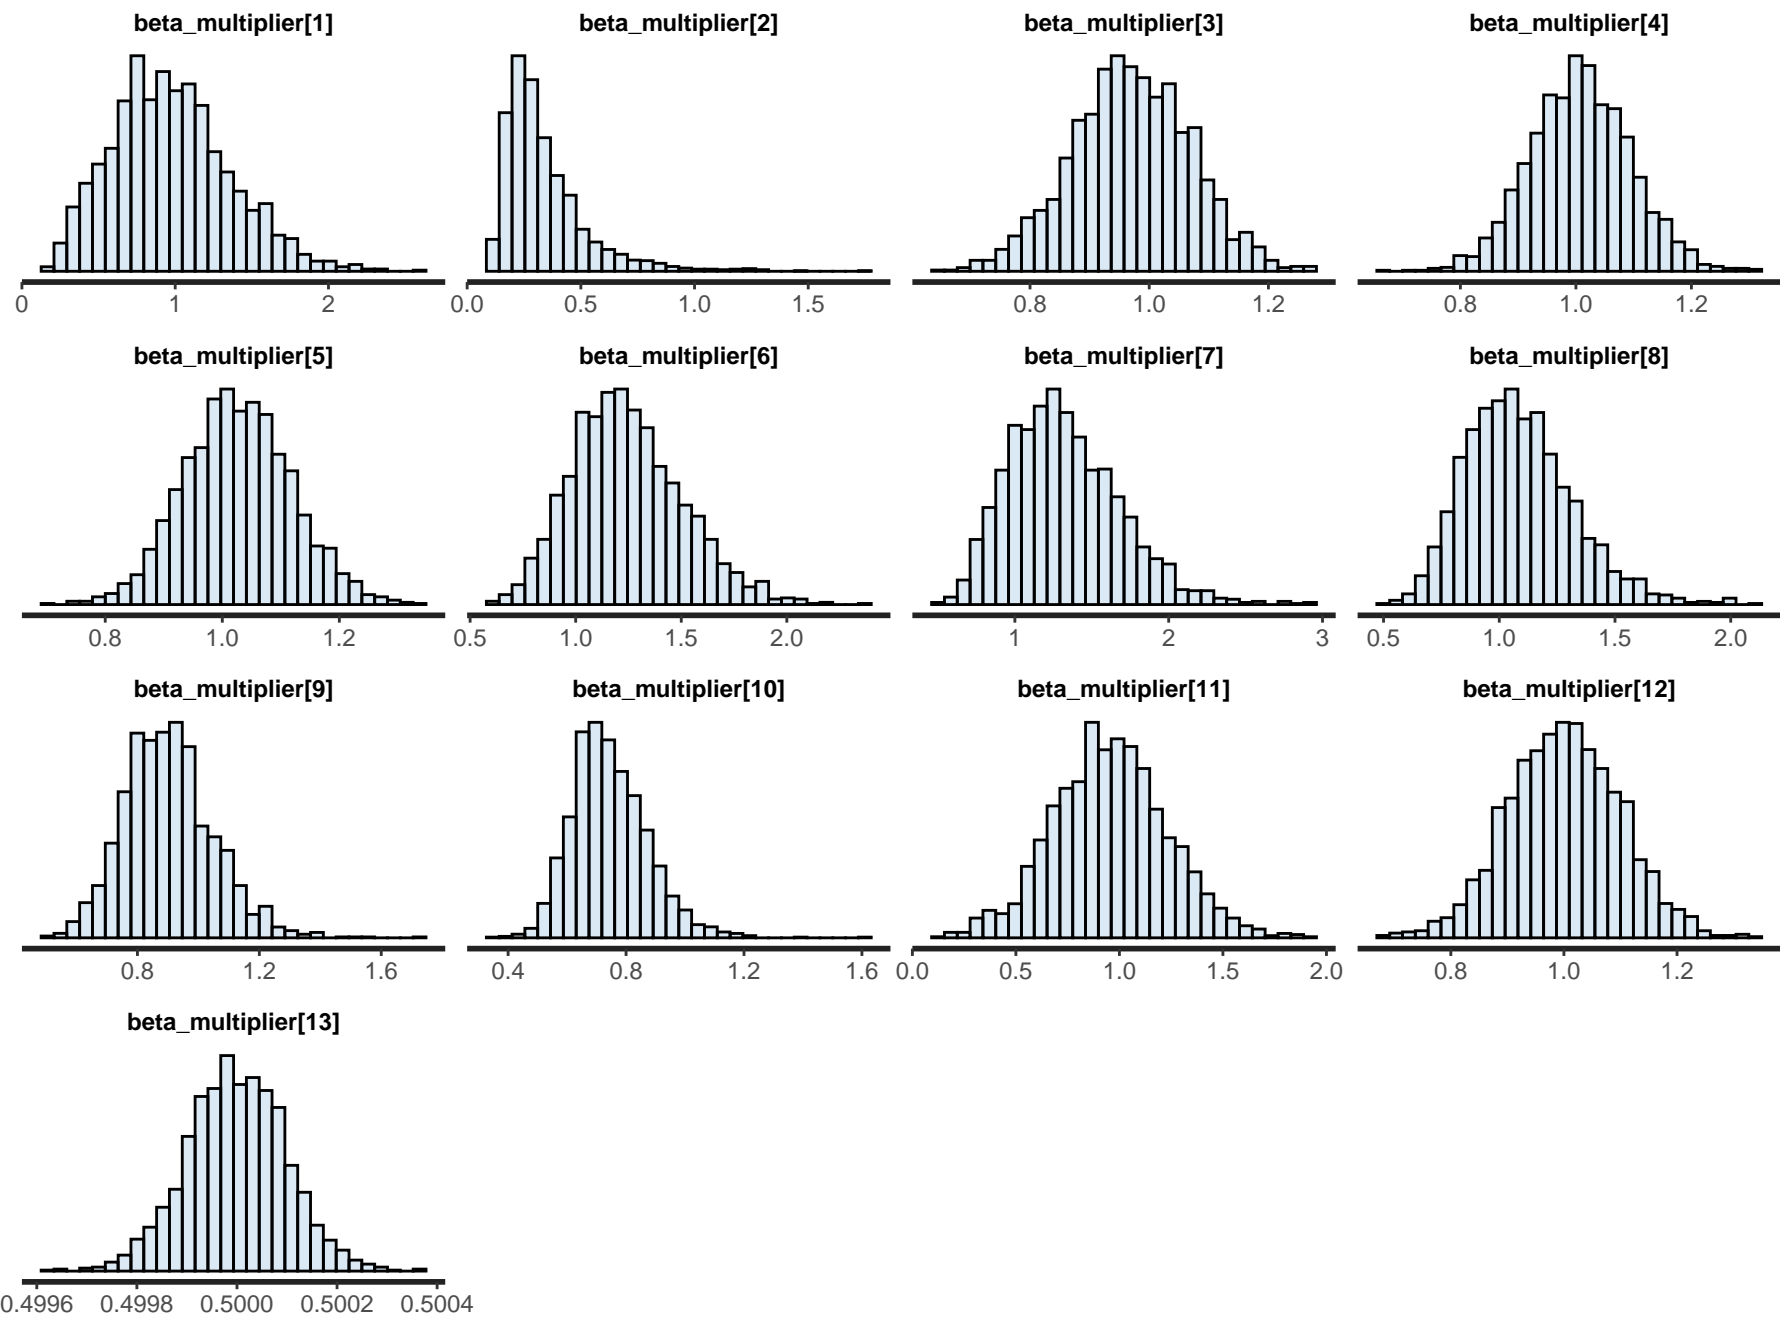 beta_multiplier[1] beta_multiplier[2] beta_multiplier[3] beta_multiplier[4]
0 1 2 0.0 0.5 1.0 1.5 0.8 1.0 1.2 0.8 1.0 1.2
beta_multiplier[5] beta_multiplier[6] beta_multiplier[7] beta_multiplier[8]
0.8 1.0 1.2 0.5 1.0 1.5 2.0 1 2 3 0.5 1.0 1.5 2.0
beta_multiplier[9] beta_multiplier[10] beta_multiplier[11] beta_multiplier[12]
0.8 1.2 1.6 0.4 0.8 1.2 1.6 0.0 0.5 1.0 1.5 2.0 0.8 1.0 1.2
beta_multiplier[13]
0.4996 0.4998 0.5000 0.5002 0.5004